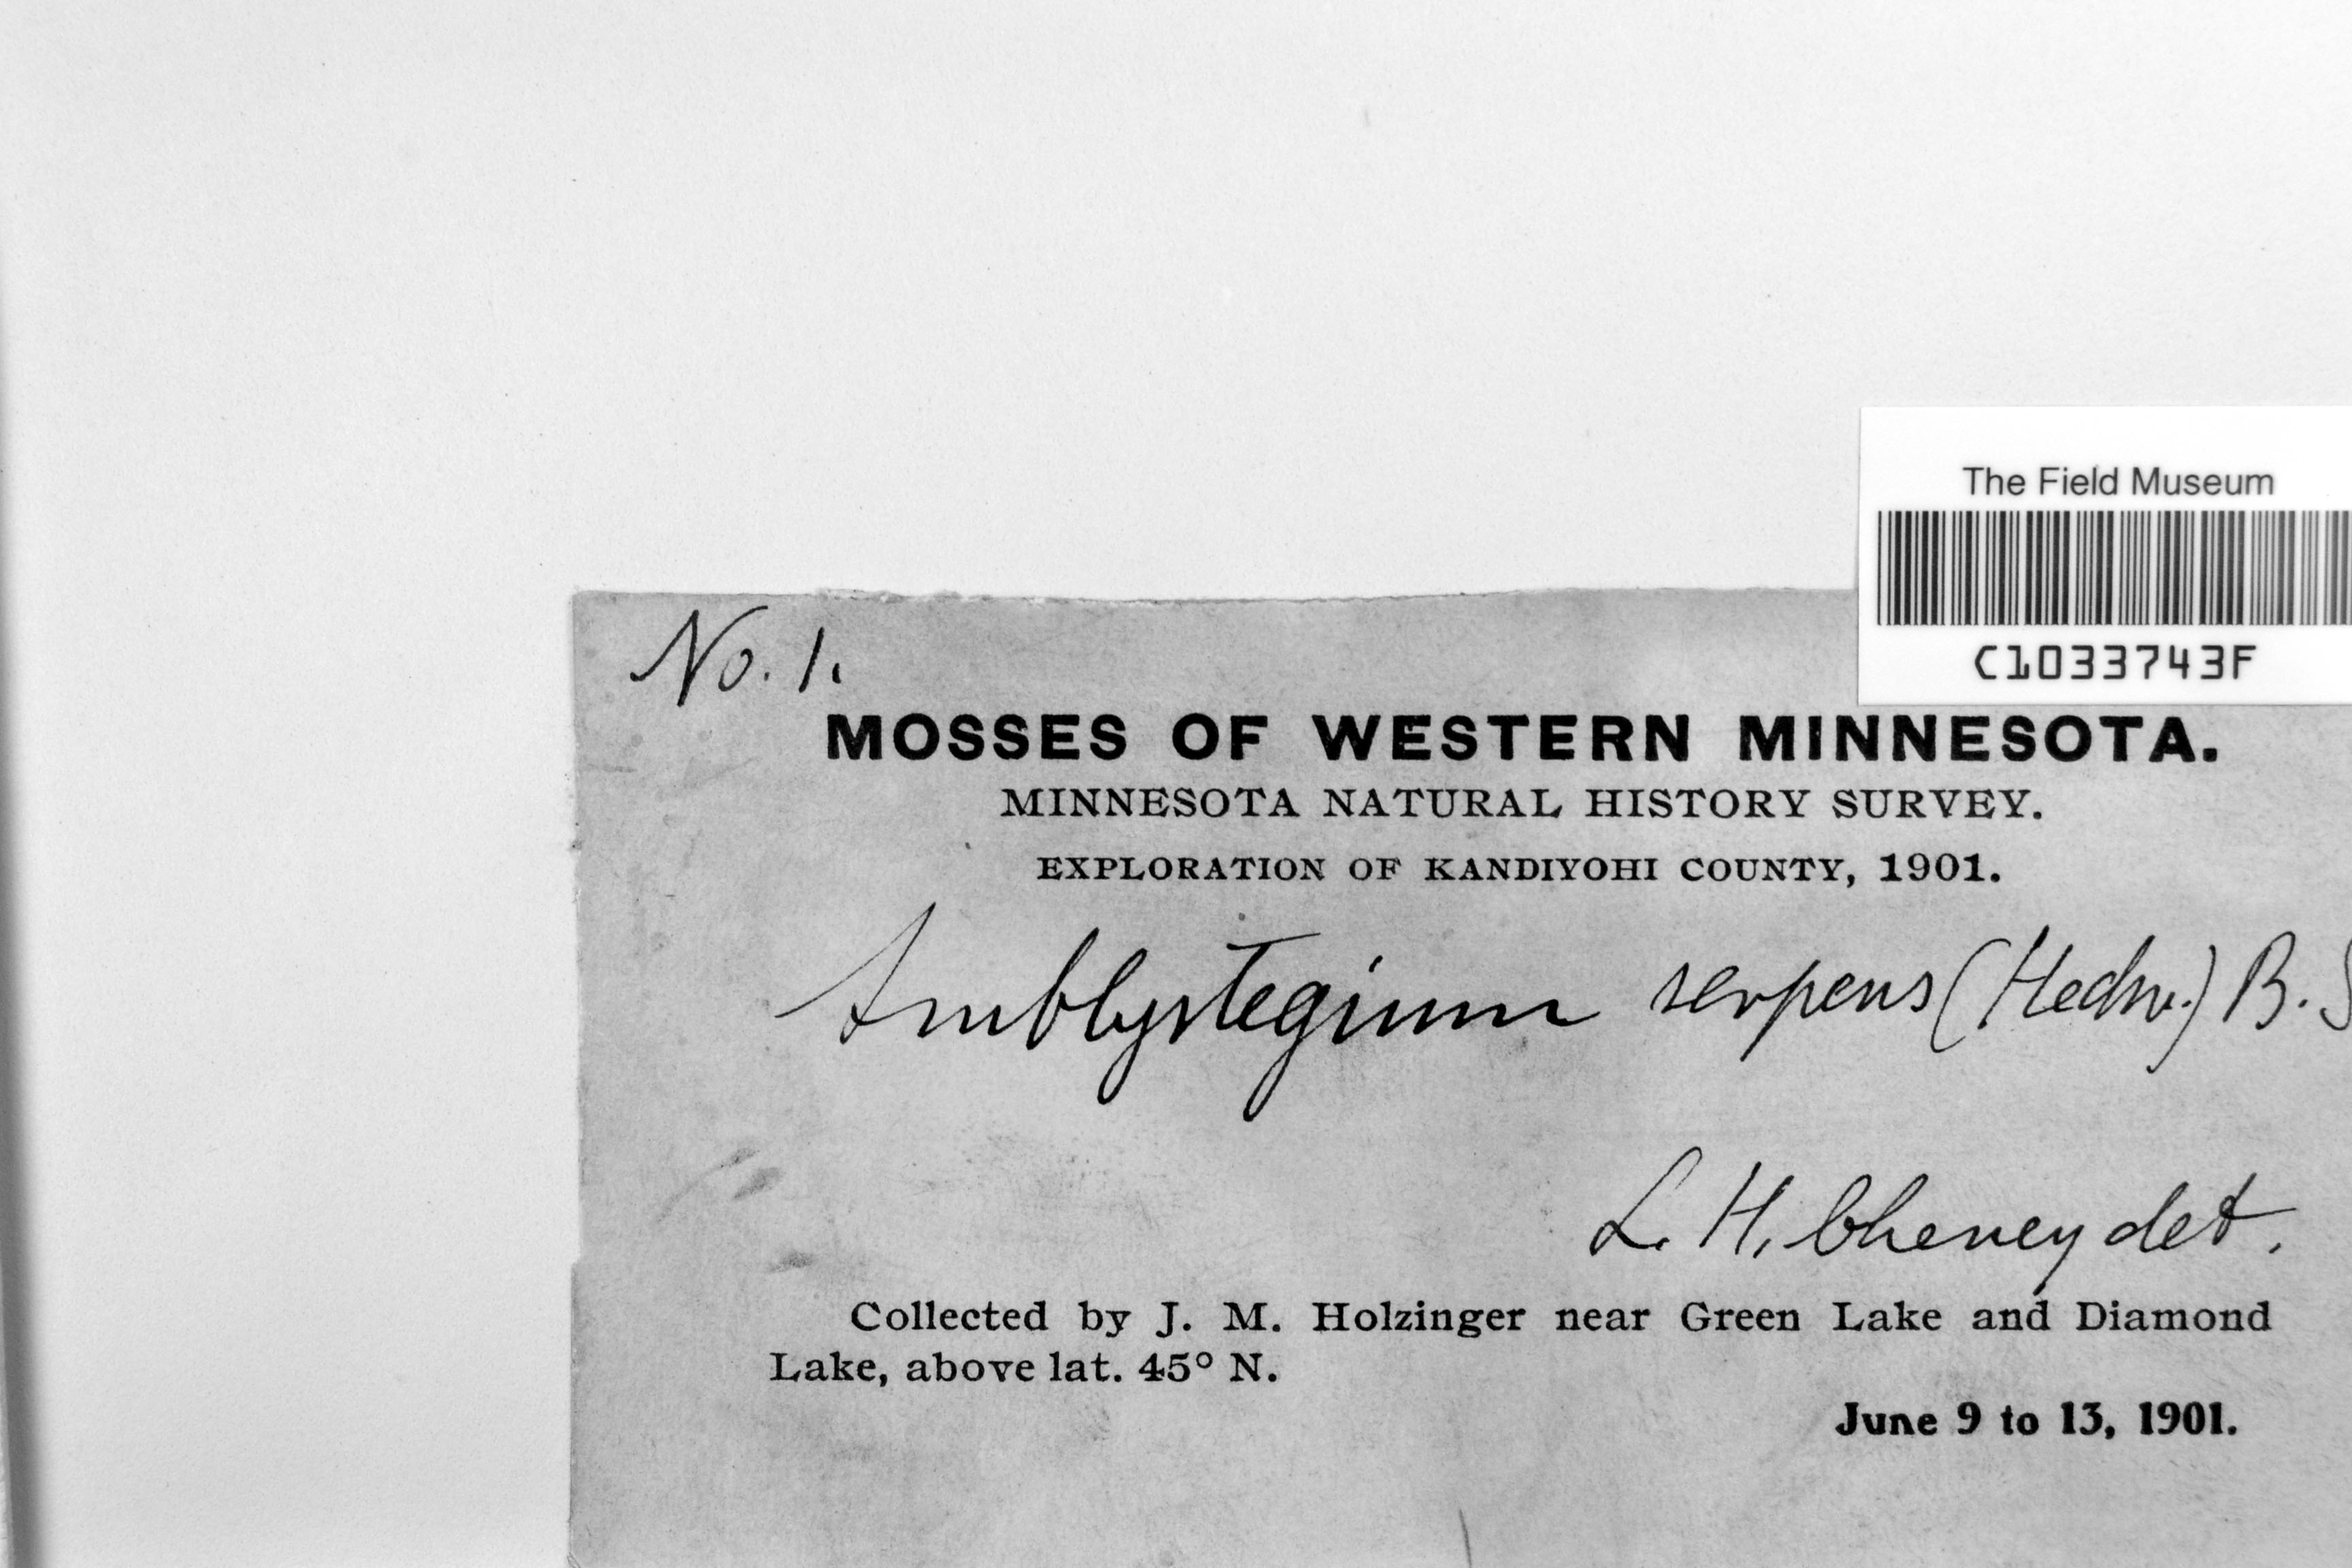 The Field Museum
C1033743F
No. 1.
MOSSES OF WESTERN MINNESOTA.
MINNESOTA NATURAL HISTORY SURVEY.
EXPLORATION OF KANDIYOHI COUNTY, 1901.
Amblystegium serpens (Hedw.) B. S
L. H. Cheney det.
Collected by J. M. Holzinger near Green Lake and Diamond
Lake, above lat. 45° N.
June 9 to 13, 1901.